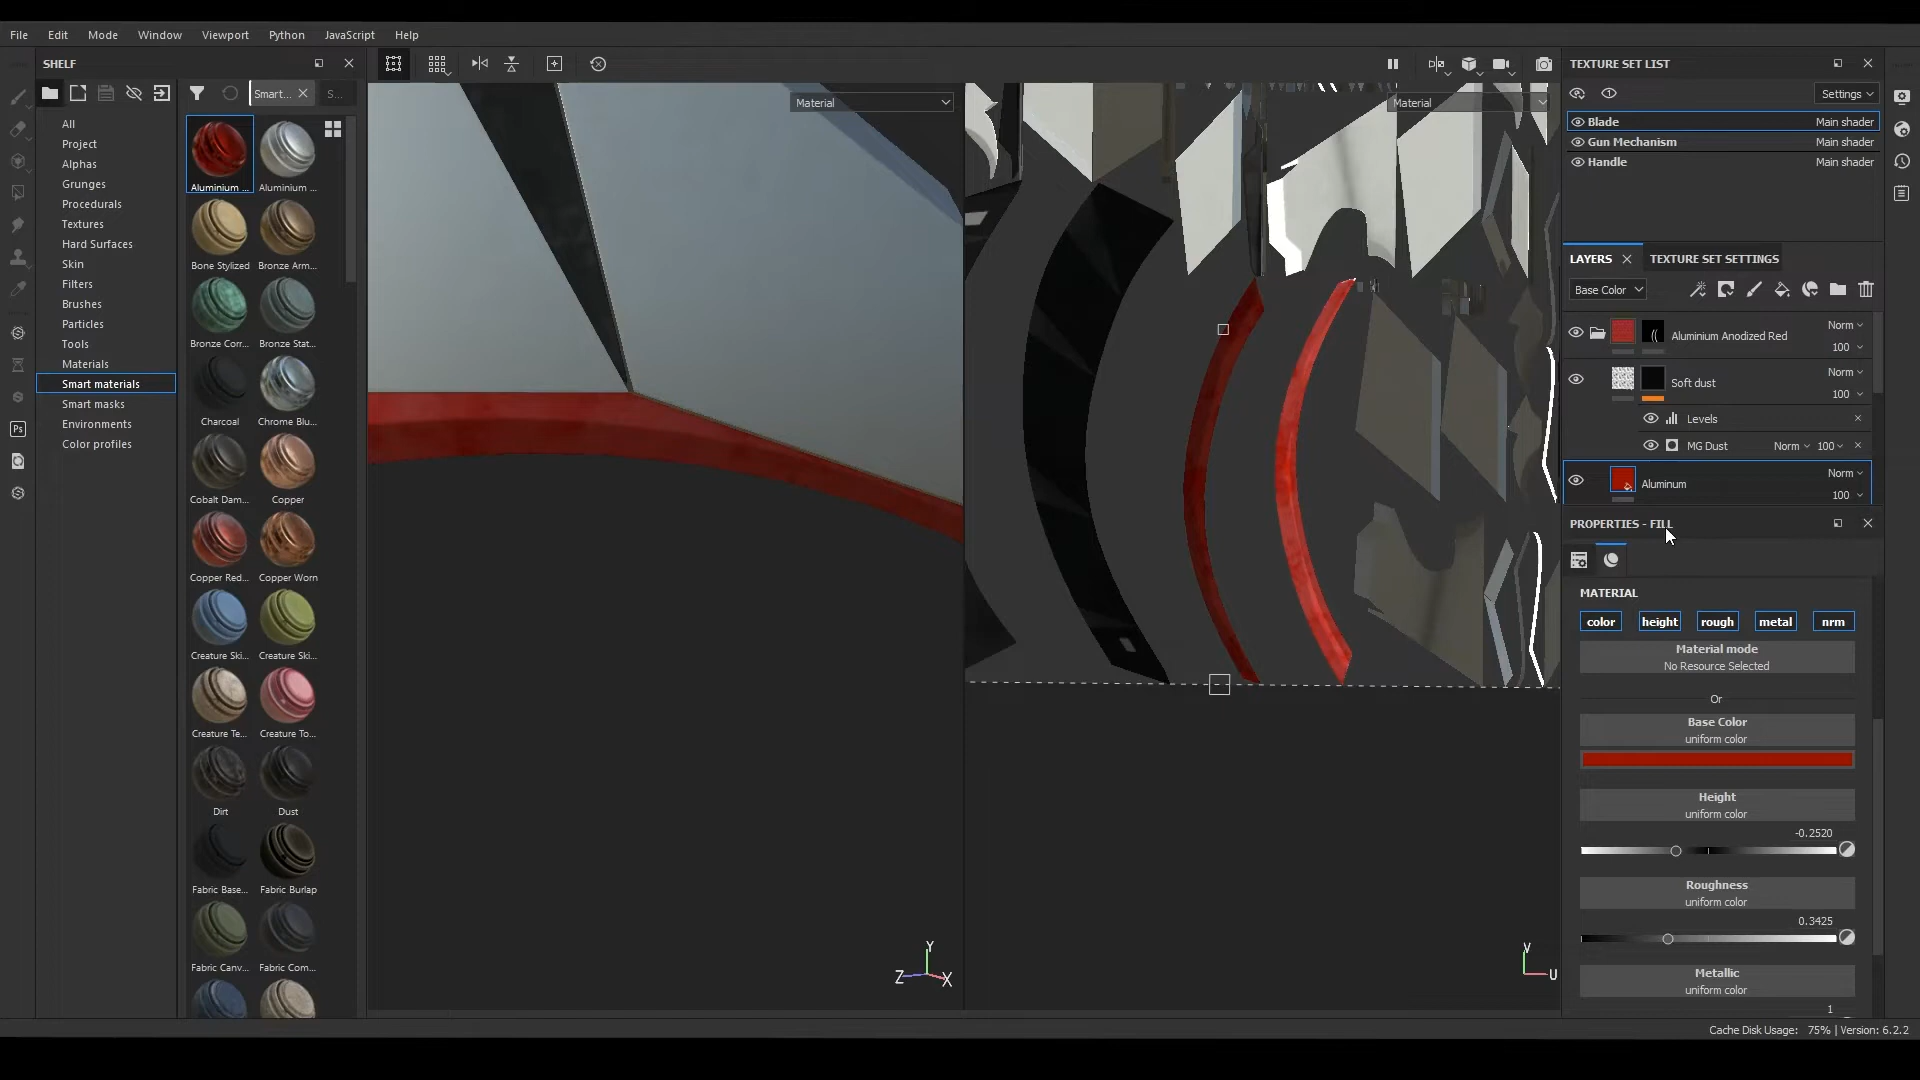 File Edit Mode Window Viewport Python JavaScript Help
SHELF
Smart...
S...
All
Project
Alphas
Grunges
Procedurals
Textures
Hard Surfaces
Skin
Filters
Brushes
Particles
Tools
Materials
Smart materials
Smart masks
Environments
Color profiles
Ps
Aluminium ... Aluminium ...
Bone Stylized Bronze Arm...
Bronze Corr... Bronze Stat...
Charcoal Chrome Blu...
Cobalt Dam... Copper
Copper Red... Copper Worn
Creature Ski... Creature Ski...
Creature Te... Creature To...
Dirt Dust
Fabric Base... Fabric Burlap
Fabric Canv... Fabric Com...
Material
Material
Y
Z
X
V
U
TEXTURE SET LIST
Settings
Blade Main shader
Gun Mechanism Main shader
Handle Main shader
LAYERS TEXTURE SET SETTINGS
Base Color
Aluminium Anodized Red Norm
100
Soft dust Norm
100
Levels
MG Dust Norm 100
Aluminum Norm
100
PROPERTIES - FILL
MATERIAL
color height rough metal nrm
Material mode
No Resource Selected
Or
Base Color
uniform color
Height
uniform color
-0.2520
Roughness
uniform color
0.3425
Metallic
uniform color
1
Cache Disk Usage: 75% | Version: 6.2.2